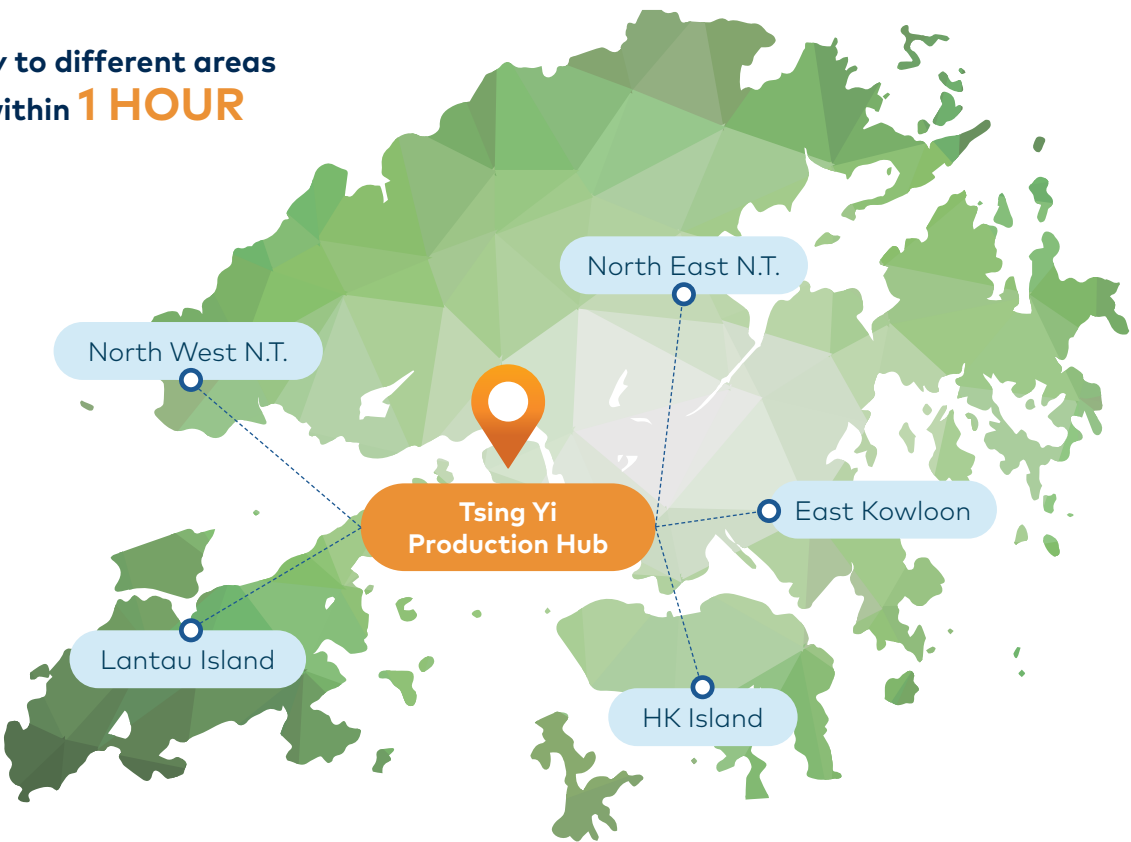 y to different areas
within 1 HOUR
North East N.T.
North West N.T.
Tsing Yi
Production Hub
East Kowloon
Lantau Island
HK Island